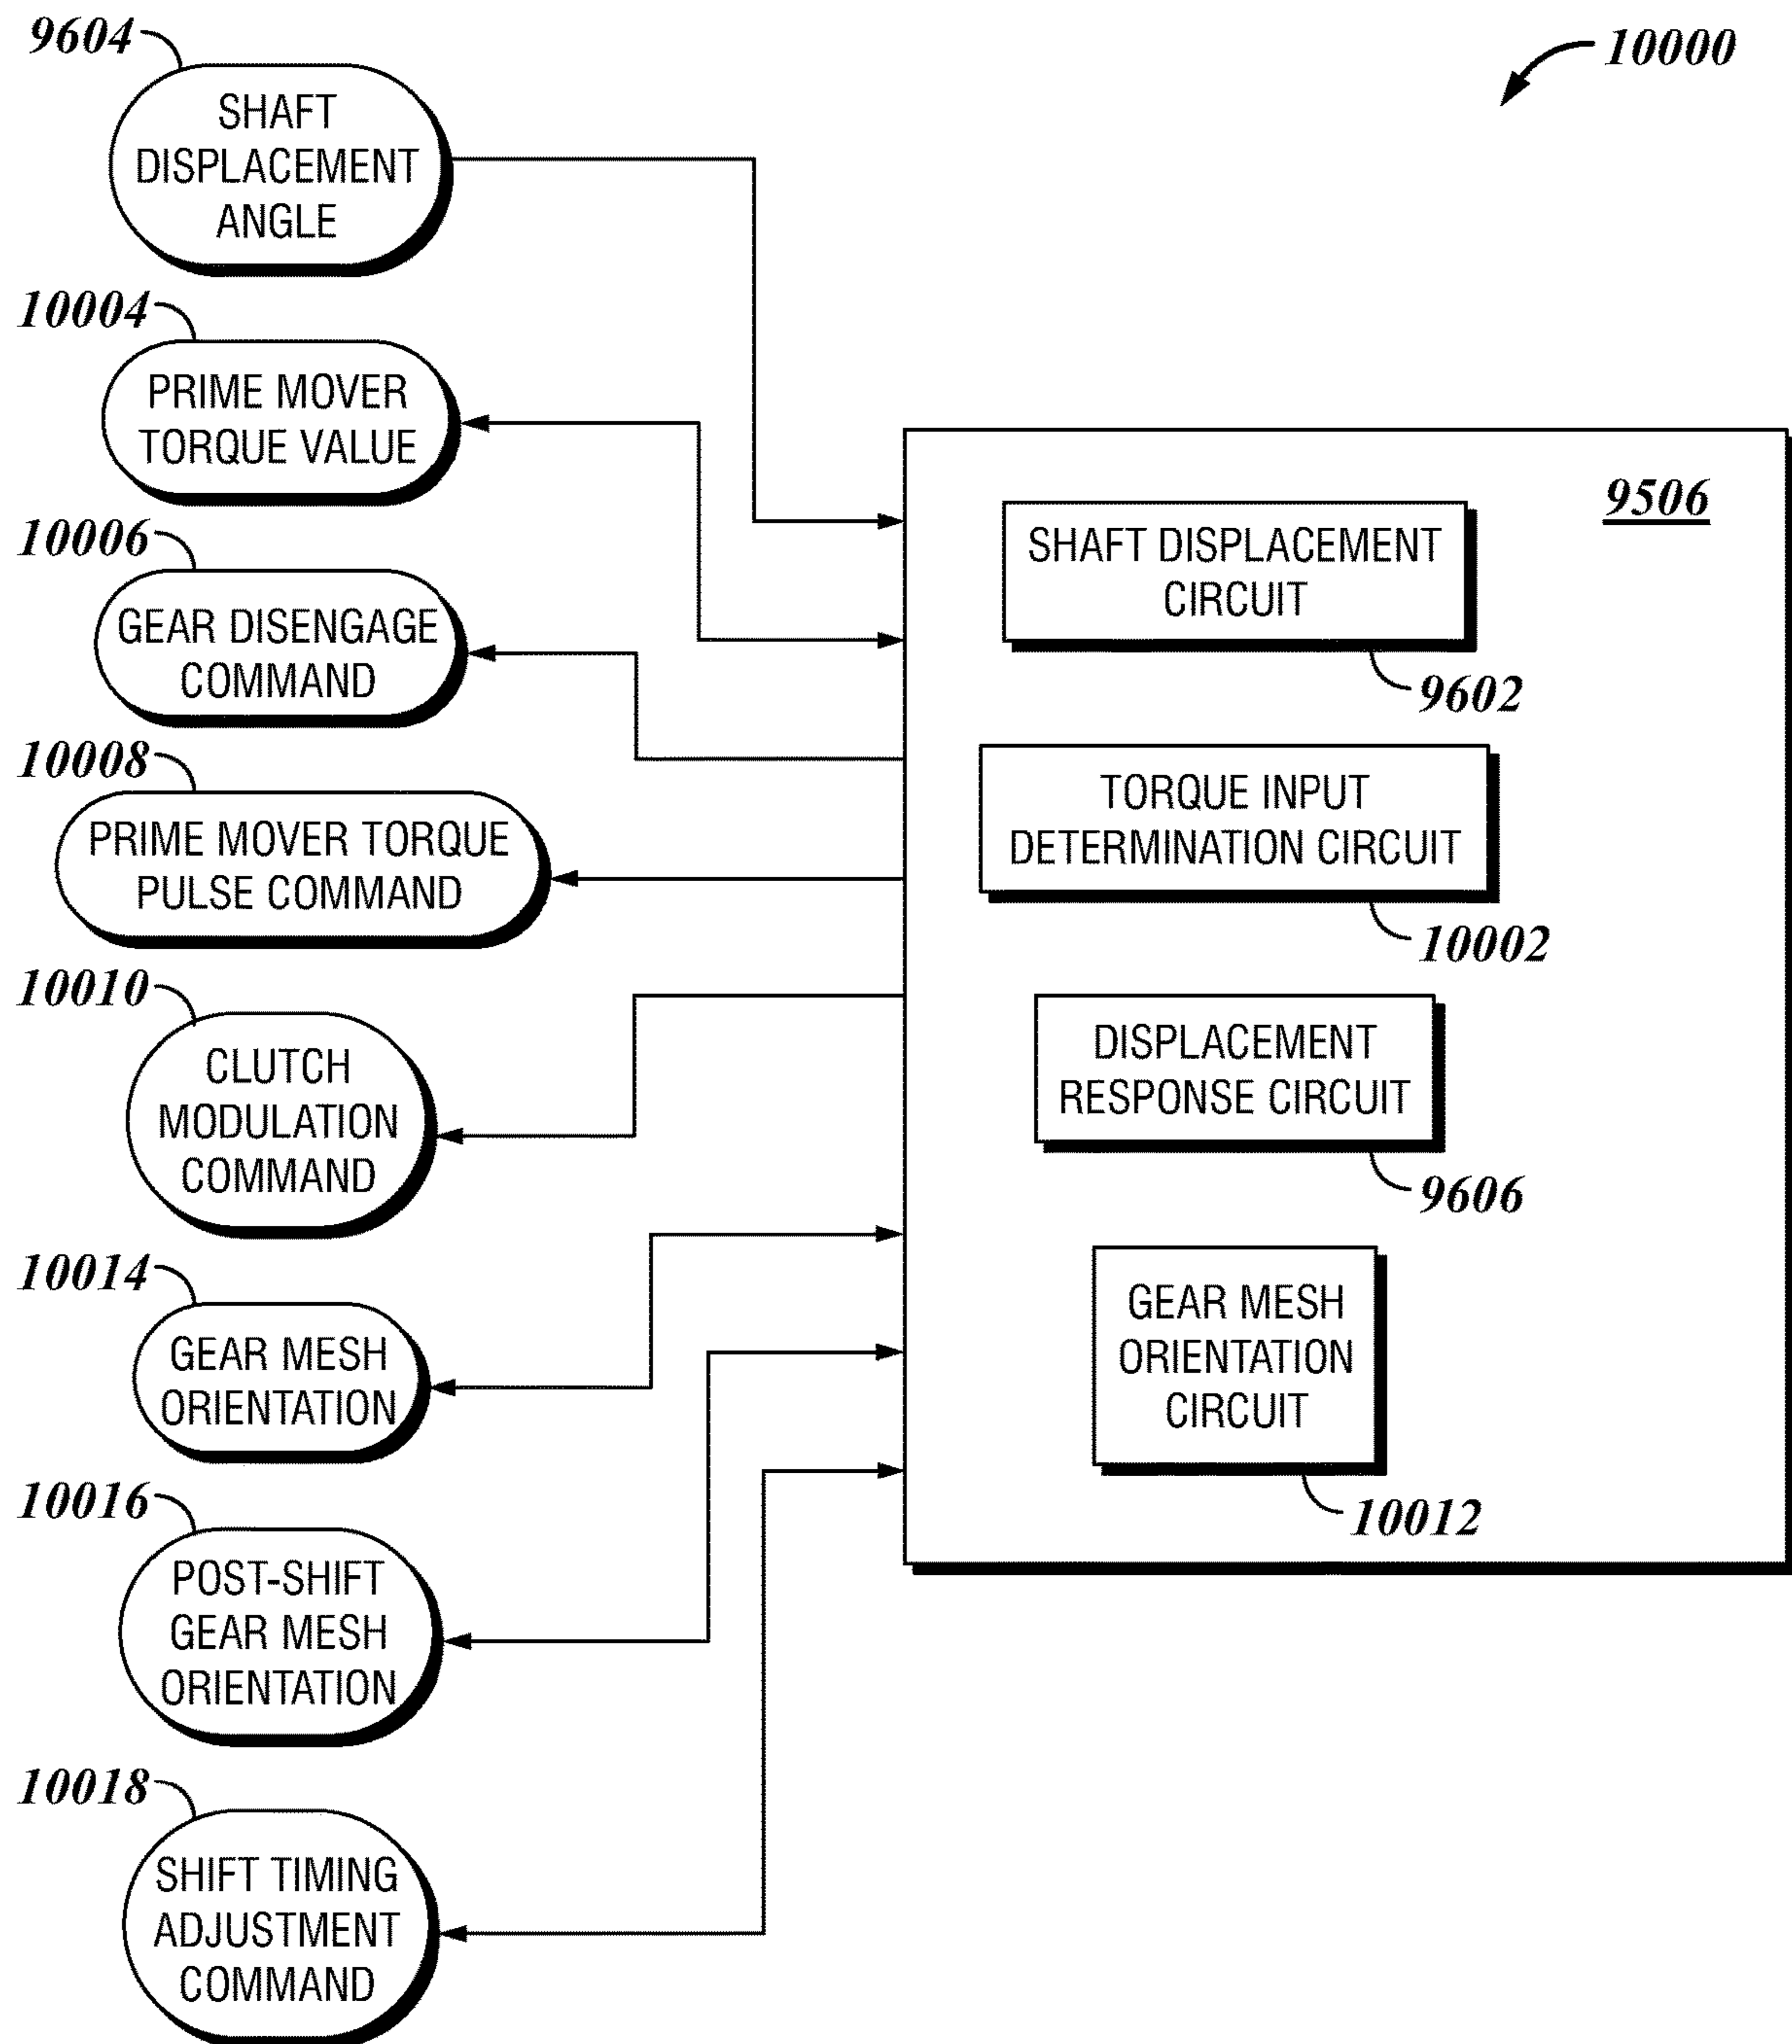 9604
SHAFT
DISPLACEMENT
ANGLE
10000
10004
PRIME MOVER
TORQUE VALUE
10006
GEAR DISENGAGE
COMMAND
10008
PRIME MOVER TORQUE
PULSE COMMAND
10010
CLUTCH
MODULATION
COMMAND
10014
GEAR MESH
ORIENTATION
10016
POST-SHIFT
GEAR MESH
ORIENTATION
10018
SHIFT TIMING
ADJUSTMENT
COMMAND
9506
SHAFT DISPLACEMENT
CIRCUIT
9602
TORQUE INPUT
DETERMINATION CIRCUIT
10002
DISPLACEMENT
RESPONSE CIRCUIT
9606
GEAR MESH
ORIENTATION
CIRCUIT
10012